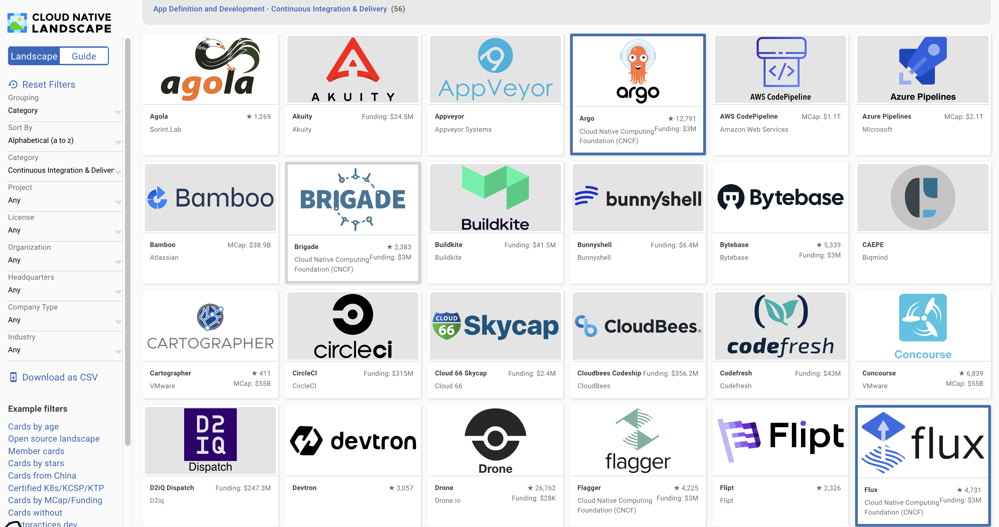 App Definition and Development - Continuous Integration & Delivery (56)
CLOUD NATIVE
LANDSCAPE
Landscape
Guide
Reset Filters
Grouping
Category
Sort By
Alphabetical (a to z)
Category
Continuous Integration & Deliver
Project
Any
License
Any
Organization
Any
Headquarters
Any
Company Type
Any
Industry
Any
Download as CSV
Example filters
Cards by age
Open source landscape
Member cards
Cards by stars
Cards from China
Certified K8s/KCSP/KTP
Cards by MCap/Funding
Cards without
bestpractices.dev
agola
Agola ★ 1,269
Sorint.Lab
AKUITY
Akuity Funding: $24.5M
Akuity
AppVeyor
Appveyor
Appveyor Systems
argo
Argo ★ 12,791
Cloud Native Computing Funding: $3M
Foundation (CNCF)
AWS CodePipeline
AWS CodePipeline MCap: $1.1T
Amazon Web Services
Azure Pipelines
Azure Pipelines MCap: $2.1T
Microsoft
Bamboo
Bamboo MCap: $38.9B
Atlassian
BRIGADE
Brigade ★ 2,383
Cloud Native Computing Funding: $3M
Foundation (CNCF)
Buildkite
Buildkite Funding: $41.5M
Buildkite
bunnyshell
Bunnyshell Funding: $6.4M
Bunnyshell
Bytebase
Bytebase ★ 5,339
Bytebase Funding: $3M
CAEPE
Biqmind
CARTOGRAPHER
Cartographer ★ 411
VMware MCap: $55B
circleci
CircleCI Funding: $315M
CircleCI
CLOUD
66
Skycap
Cloud 66 Skycap Funding: $2.4M
Cloud 66
CloudBees®
Cloudbees Codeship Funding: $356.2M
CloudBees
codefresh
Codefresh Funding: $43M
Codefresh
Concourse
Concourse ★ 6,839
VMware MCap: $55B
D2
IQ
Dispatch
D2iQ Dispatch Funding: $247.3M
D2iq
devtron
Devtron ★ 3,057
Drone
Drone ★ 26,762
Drone.io Funding: $28K
flagger
Flagger ★ 4,225
Cloud Native Computing Funding: $3M
Foundation (CNCF)
Flipt
Flipt ★ 2,326
Flipt
flux
Flux ★ 4,731
Cloud Native Computing Funding: $3M
Foundation (CNCF)